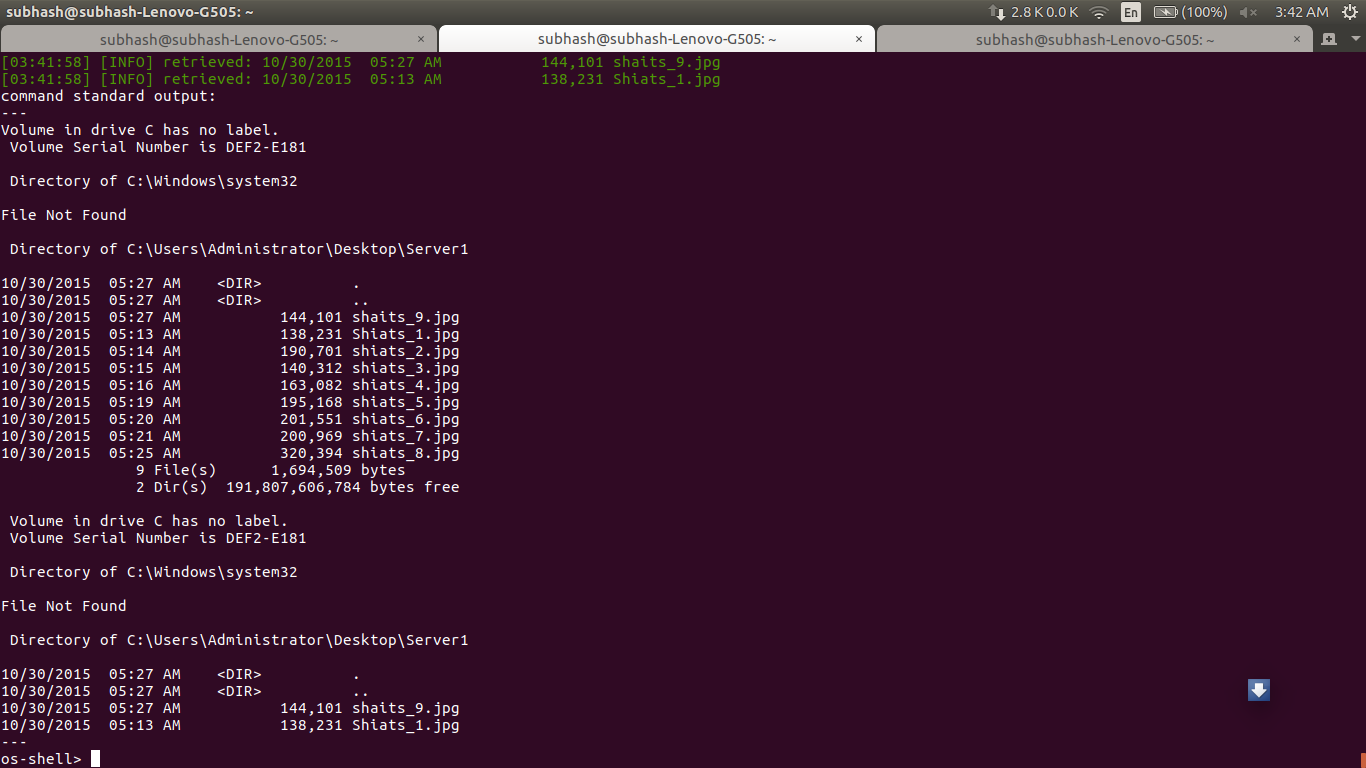 subhash@subhash-Lenovo-G505: ~
2.8 K 0.0 K En (100%) 3:42 AM
subhash@subhash-Lenovo-G505: ~ × subhash@subhash-Lenovo-G505: ~ × subhash@subhash-Lenovo-G505: ~ ×
[03:41:58] [INFO] retrieved: 10/30/2015  05:27 AM           144,101 shaits_9.jpg
[03:41:58] [INFO] retrieved: 10/30/2015  05:13 AM           138,231 Shiats_1.jpg
command standard output:
---
Volume in drive C has no label.
 Volume Serial Number is DEF2-E181
 Directory of C:\Windows\system32
File Not Found
 Directory of C:\Users\Administrator\Desktop\Server1
10/30/2015  05:27 AM    <DIR>          .
10/30/2015  05:27 AM    <DIR>          ..
10/30/2015  05:27 AM           144,101 shaits_9.jpg
10/30/2015  05:13 AM           138,231 Shiats_1.jpg
10/30/2015  05:14 AM           190,701 shiats_2.jpg
10/30/2015  05:15 AM           140,312 shiats_3.jpg
10/30/2015  05:16 AM           163,082 shiats_4.jpg
10/30/2015  05:19 AM           195,168 shiats_5.jpg
10/30/2015  05:20 AM           201,551 shiats_6.jpg
10/30/2015  05:21 AM           200,969 shiats_7.jpg
10/30/2015  05:25 AM           320,394 shiats_8.jpg
               9 File(s)      1,694,509 bytes
               2 Dir(s)  191,807,606,784 bytes free
 Volume in drive C has no label.
 Volume Serial Number is DEF2-E181
 Directory of C:\Windows\system32
File Not Found
 Directory of C:\Users\Administrator\Desktop\Server1
10/30/2015  05:27 AM    <DIR>          .
10/30/2015  05:27 AM    <DIR>          ..
10/30/2015  05:27 AM           144,101 shaits_9.jpg
10/30/2015  05:13 AM           138,231 Shiats_1.jpg
---
os-shell>